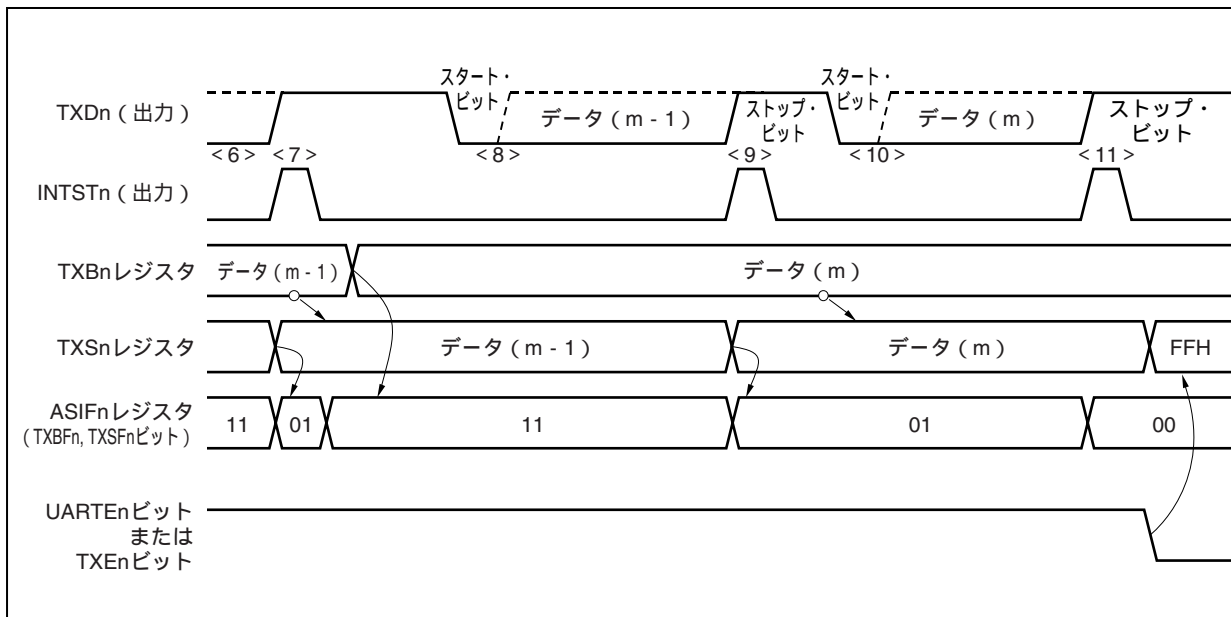 スタート・
ビット
スタート・
ビット
TXDn（出力）
データ（m - 1）
ストップ・
ビット
データ（m）
ストップ・
ビット
<6>
<7>
<8>
<9>
<10>
<11>
INTSTn（出力）
TXBnレジスタ
データ（m - 1）
データ（m）
TXSnレジスタ
データ（m - 1）
データ（m）
FFH
ASIFnレジスタ
（TXBFn, TXSFnビット）
11
01
11
01
00
UARTEnビット
または
TXEnビット